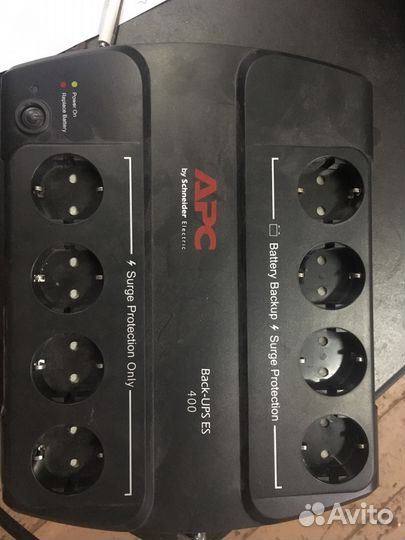 Power On
Replace Battery
APC
by Schneider Electric
Surge Protection Only
Battery Backup
Surge Protection
Back-UPS ES
400
Avito